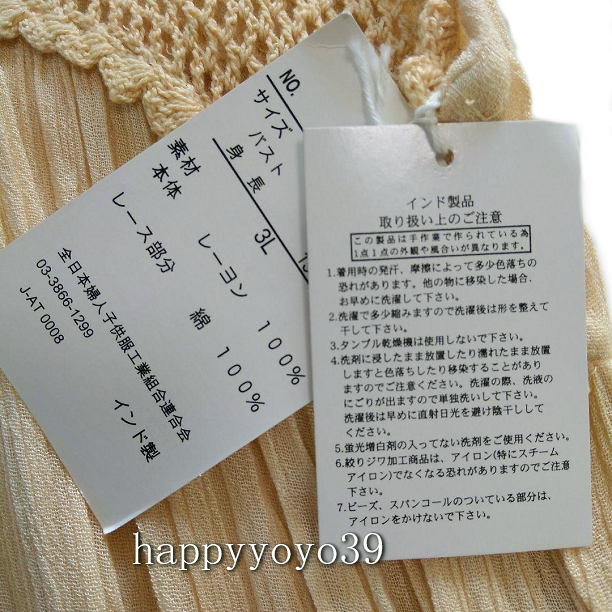 NO.
サイズ
バスト
身長
3L
素材
本体
レーヨン 100%
レース部分
綿 100%
全日本婦人子供服工業組合連合会
03-3866-1299
J-AT 0008
インド製
インド製品
取り扱い上のご注意
この製品は手作業で作られている為
1点1点の外観や風合いが異なります。
1.着用時の発汗、摩擦によって多少色落ちの
恐れがあります。他の物に移染した場合、
お早めに洗濯して下さい。
2.洗濯で多少縮みますので洗濯後は形を整えて
干して下さい。
3.タンブル乾燥機は使用しないで下さい。
4.洗剤に浸したまま放置したり濡れたまま放置
しますと色落ちしたり移染することがあり
ますのでご注意ください。洗濯の際、洗液の
にごりが出ますので単独洗いして下さい。
洗濯後は早めに直射日光を避け陰干しして
ください。
5.蛍光増白剤の入ってない洗剤をご使用ください。
6.絞りジワ加工商品は、アイロン(特にスチーム
アイロン)でなくなる恐れがありますのでご注意
下さい。
7.ビーズ、スパンコールのついている部分は、
アイロンをかけないで下さい。
happyyoyo39